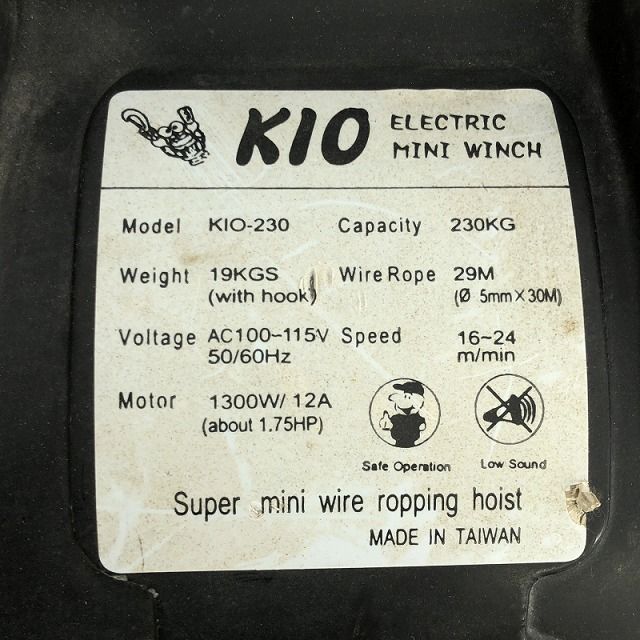 KIO ELECTRIC
MINI WINCH
Model KIO-230 Capacity 230KG
Weight 19KGS Wire Rope 29M
(with hook) (Ø 5mm×30M)
Voltage AC100~115V Speed 16~24
50/60Hz m/min
Motor 1300W/ 12A
(about 1.75HP)
Safe Operation Low Sound
Super mini wire ropping hoist
MADE IN TAIWAN